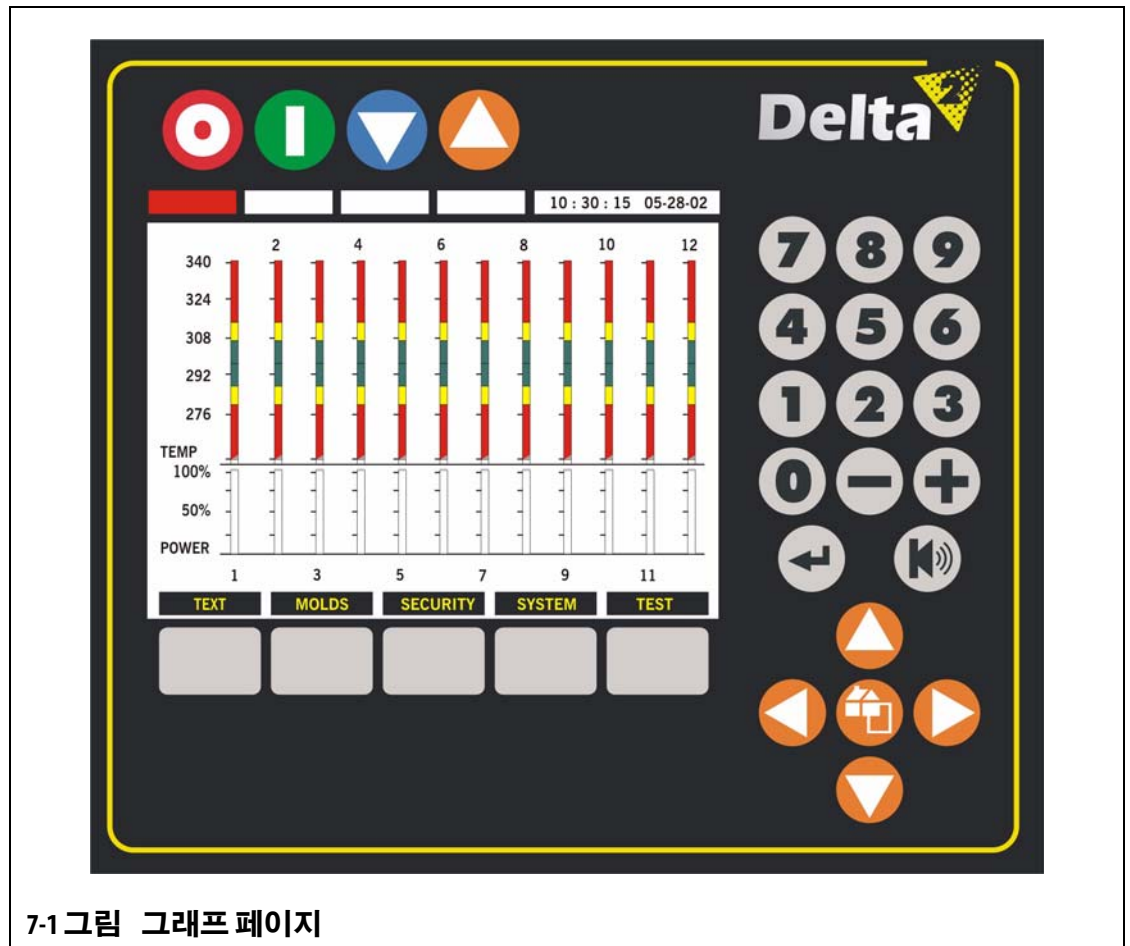 Delta 2
10 : 30 : 15 05-28-02
2 4 6 8 10 12
340
324
308
292
276
TEMP
100%
50%
POWER
1 3 5 7 9 11
TEXT MOLDS SECURITY SYSTEM TEST
7 8 9
4 5 6
1 2 3
0 − +
7-1 그림 그래프 페이지